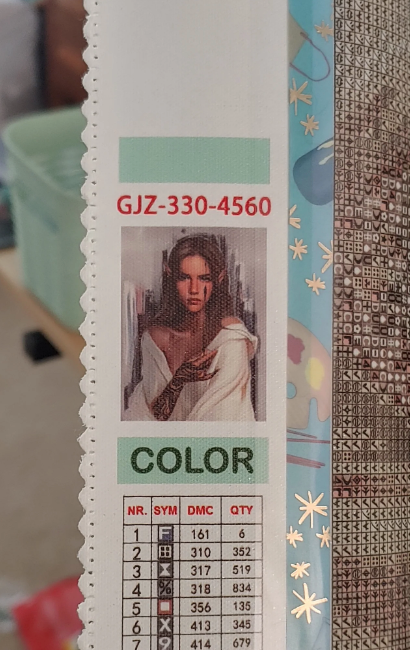 GJZ-330-4560
COLOR
NR. SYM DMC QTY
1 F 161 6
2 310 352
3 317 519
4 % 318 834
5 356 135
6 X 413 345
7 9 414 679